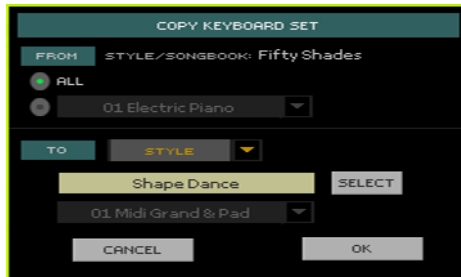 COPY KEYBOARD SET
FROM STYLE/SONGBOOK: Fifty Shades
ALL
01 Electric Piano
TO STYLE
Shape Dance SELECT
01 Midi Grand & Pad
CANCEL OK